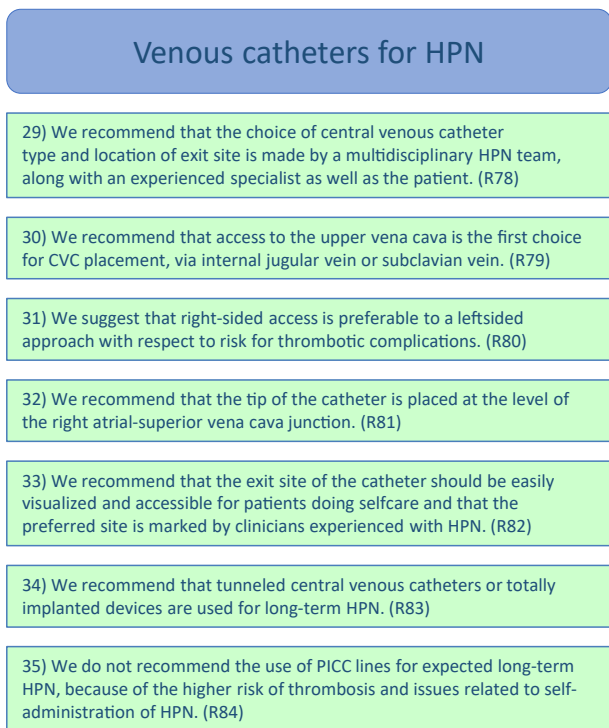 Venous catheters for HPN
29) We recommend that the choice of central venous catheter
type and location of exit site is made by a multidisciplinary HPN team,
along with an experienced specialist as well as the patient. (R78)
30) We recommend that access to the upper vena cava is the first choice
for CVC placement, via internal jugular vein or subclavian vein. (R79)
31) We suggest that right-sided access is preferable to a leftsided
approach with respect to risk for thrombotic complications. (R80)
32) We recommend that the tip of the catheter is placed at the level of
the right atrial-superior vena cava junction. (R81)
33) We recommend that the exit site of the catheter should be easily
visualized and accessible for patients doing selfcare and that the
preferred site is marked by clinicians experienced with HPN. (R82)
34) We recommend that tunneled central venous catheters or totally
implanted devices are used for long-term HPN. (R83)
35) We do not recommend the use of PICC lines for expected long-term
HPN, because of the higher risk of thrombosis and issues related to self-
administration of HPN. (R84)